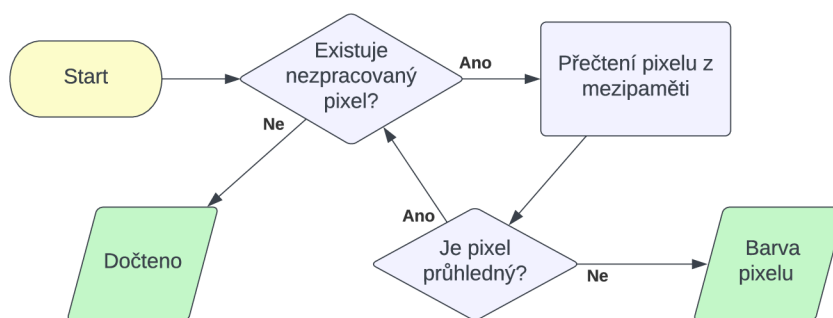 Start
Existuje
nezpracovaný
pixel?
Ano
Přečtení pixelu z
mezipaměti
Ne
Ano
Dočteno
Je pixel
průhledný?
Ne
Barva
pixelu